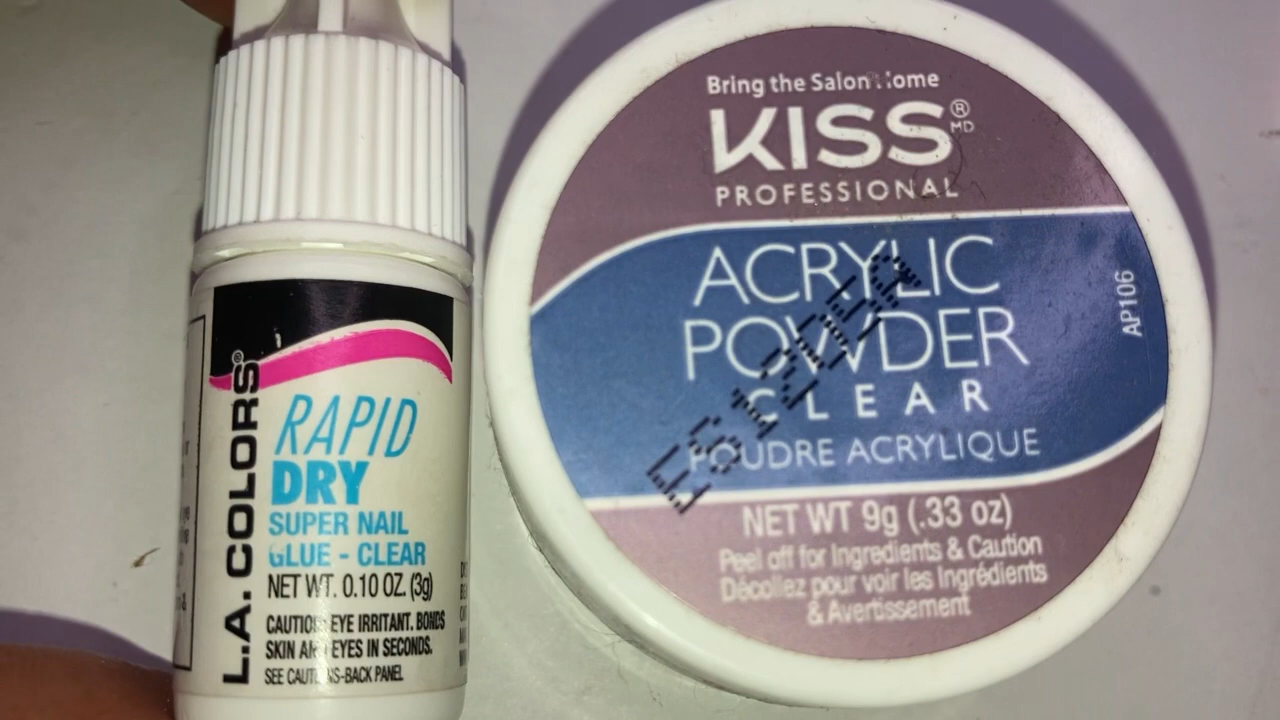 L.A. COLORS®
RAPID
DRY
SUPER NAIL
GLUE - CLEAR
NET WT. 0.10 OZ. (3g)
CAUTION: EYE IRRITANT. BONDS
SKIN AND EYES IN SECONDS.
SEE CAUTIONS-BACK PANEL
Bring the Salon Home
KISS®
MD
PROFESSIONAL
ACRYLIC
POWDER
CLEAR
POUDRE ACRYLIQUE
AP106
NET WT 9g (.33 oz)
Peel off for Ingredients & Caution
Décollez pour voir les Ingrédients
& Avertissement